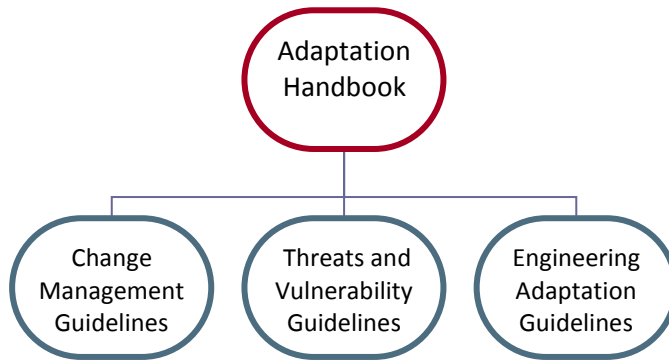 Adaptation
Handbook
Change
Management
Guidelines
Threats and
Vulnerability
Guidelines
Engineering
Adaptation
Guidelines